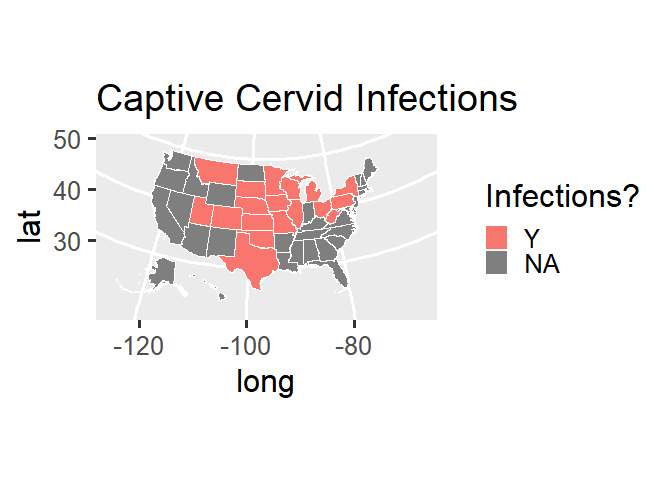 Captive Cervid Infections
50
40
30
lat
-120
-100
-80
long
Infections?
Y
NA